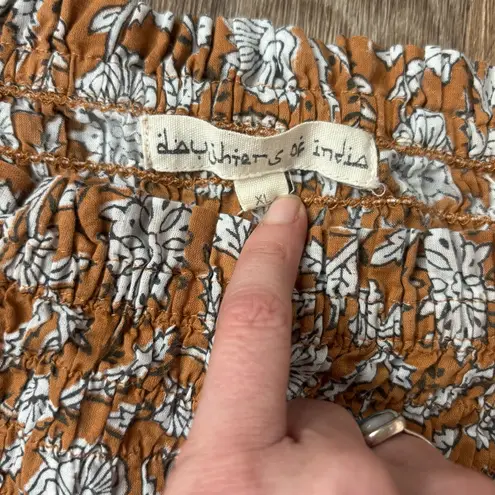 daughters of india
XL